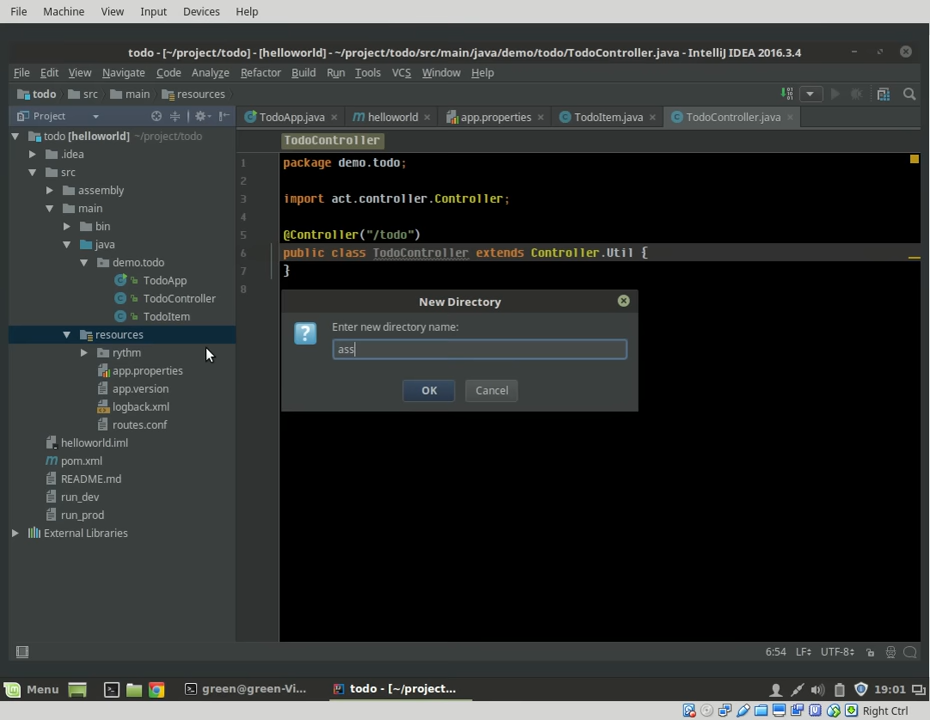 File Machine View Input Devices Help
todo - [~/project/todo] - [helloworld] - ~/project/todo/src/main/java/demo/todo/TodoController.java - IntelliJ IDEA 2016.3.4
File Edit View Navigate Code Analyze Refactor Build Run Tools VCS Window Help
todo src main resources
Project
TodoApp.java helloworld app.properties TodoItem.java TodoController.java
todo [helloworld] ~/project/todo
TodoController
.idea
src
assembly
main
bin
java
demo.todo
TodoApp
TodoController
TodoItem
resources
rythm
app.properties
app.version
logback.xml
routes.conf
helloworld.iml
pom.xml
README.md
run_dev
run_prod
External Libraries
1 package demo.todo;
2
3 import act.controller.Controller;
4
5 @Controller("/todo")
6 public class TodoController extends Controller.Util {
7 }
8
New Directory
Enter new directory name:
ass
OK Cancel
6:54 LF UTF-8
Menu green@green-Vi... todo - [~/project... 19:01
Right Ctrl